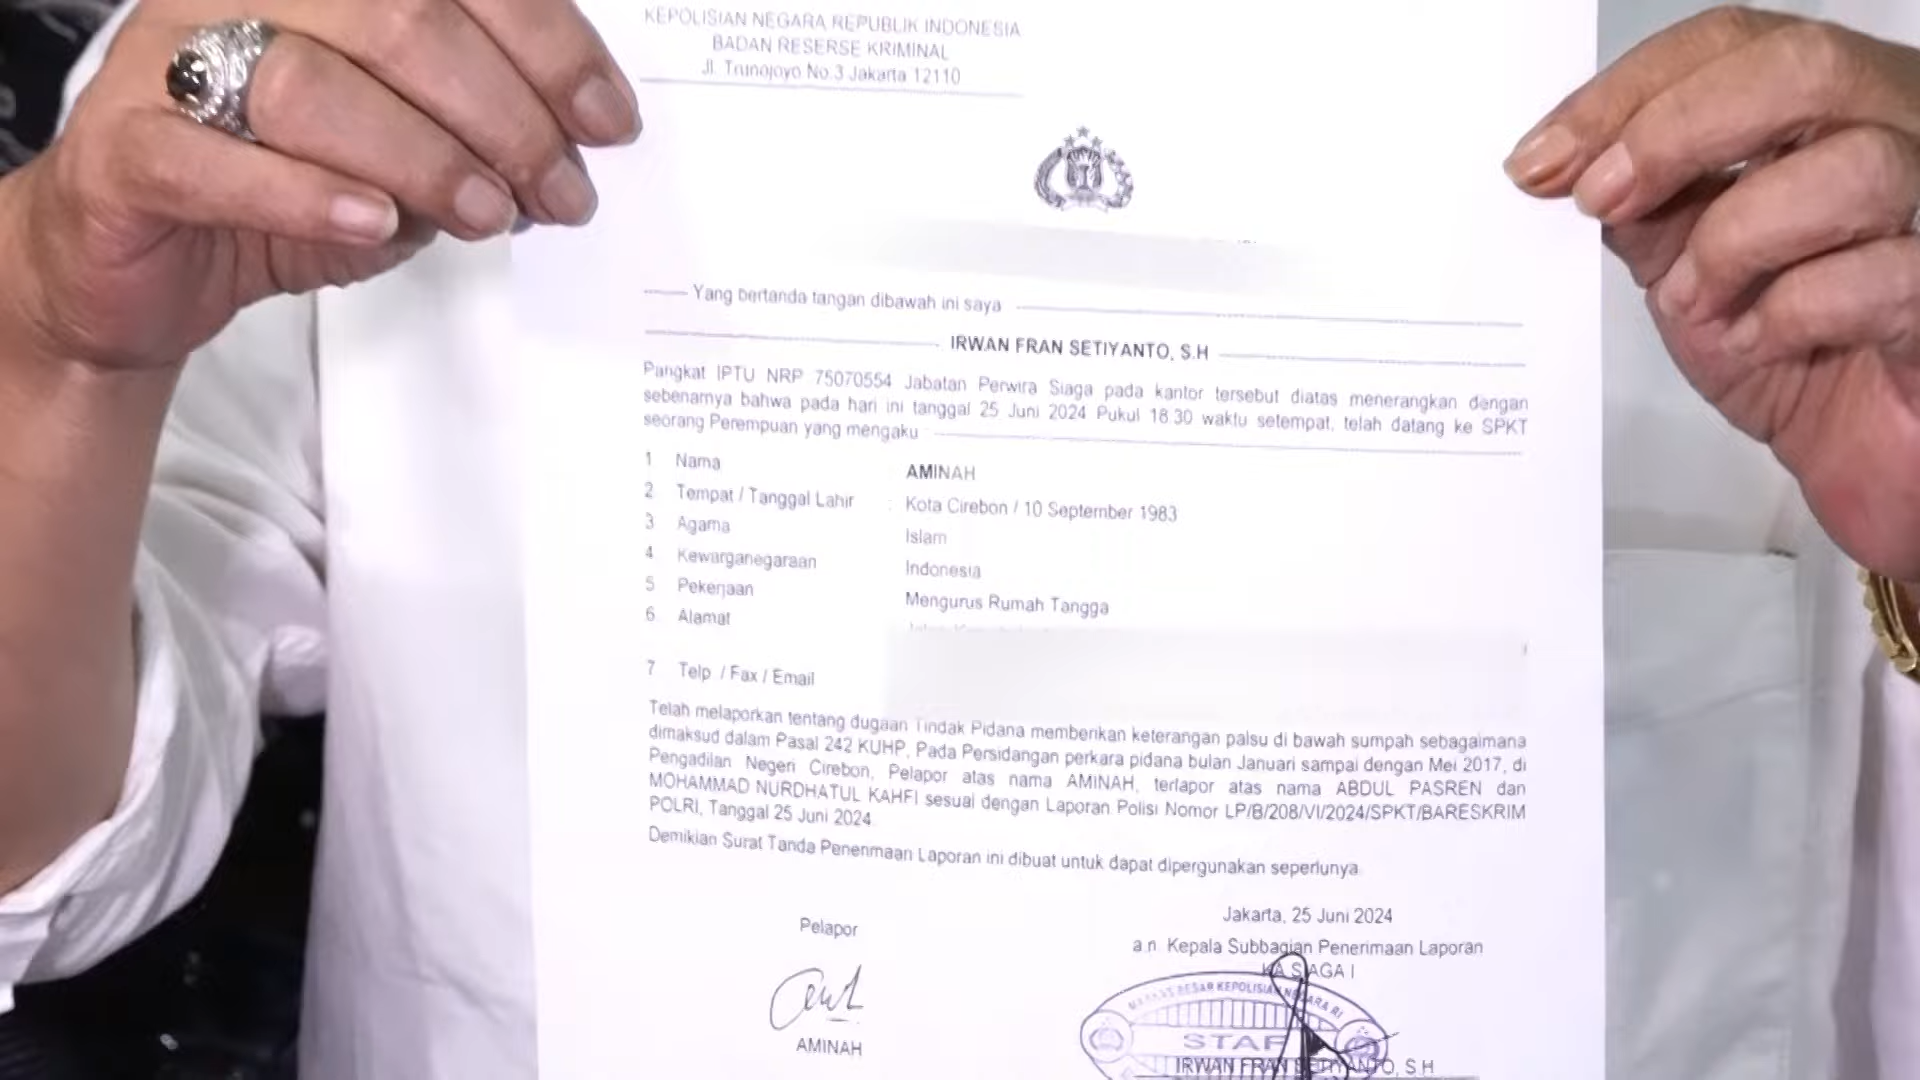 KEPOLISIAN NEGARA REPUBLIK INDONESIA
BADAN RESERSE KRIMINAL
Jl. Trunojoyo No.3 Jakarta 12110
Yang bertanda tangan dibawah ini saya
IRWAN FRAN SETIYANTO, S.H
Pangkat IPTU NRP 75070554 Jabatan Perwira Siaga pada kantor tersebut diatas menerangkan dengan
sebenarnya bahwa pada hari ini tanggal 25 Juni 2024 Pukul 18.30 waktu setempat, telah datang ke SPKT
seorang Perempuan yang mengaku
1 Nama AMINAH
2 Tempat / Tanggal Lahir : Kota Cirebon / 10 September 1983
3 Agama Islam
4 Kewarganegaraan Indonesia
5 Pekerjaan Mengurus Rumah Tangga
6 Alamat
7 Telp / Fax / Email
Telah melaporkan tentang dugaan Tindak Pidana memberikan keterangan palsu di bawah sumpah sebagaimana
dimaksud dalam Pasal 242 KUHP, Pada Persidangan perkara pidana bulan Januari sampai dengan Mei 2017, di
Pengadilan Negeri Cirebon, Pelapor atas nama AMINAH, terlapor atas nama ABDUL PASREN dan
MOHAMMAD NURDHATUL KAHFI sesuai dengan Laporan Polisi Nomor LP/B/208/VI/2024/SPKT/BARESKRIM
POLRI, Tanggal 25 Juni 2024
Demikian Surat Tanda Penerimaan Laporan ini dibuat untuk dapat dipergunakan seperlunya
Jakarta, 25 Juni 2024
Pelapor
a.n. Kepala Subbagian Penerimaan Laporan
KA SIAGA I
BESAR KEPOLISIAN NEGARA RI
STAF
AMINAH
IRWAN FRAN SETIYANTO, S.H